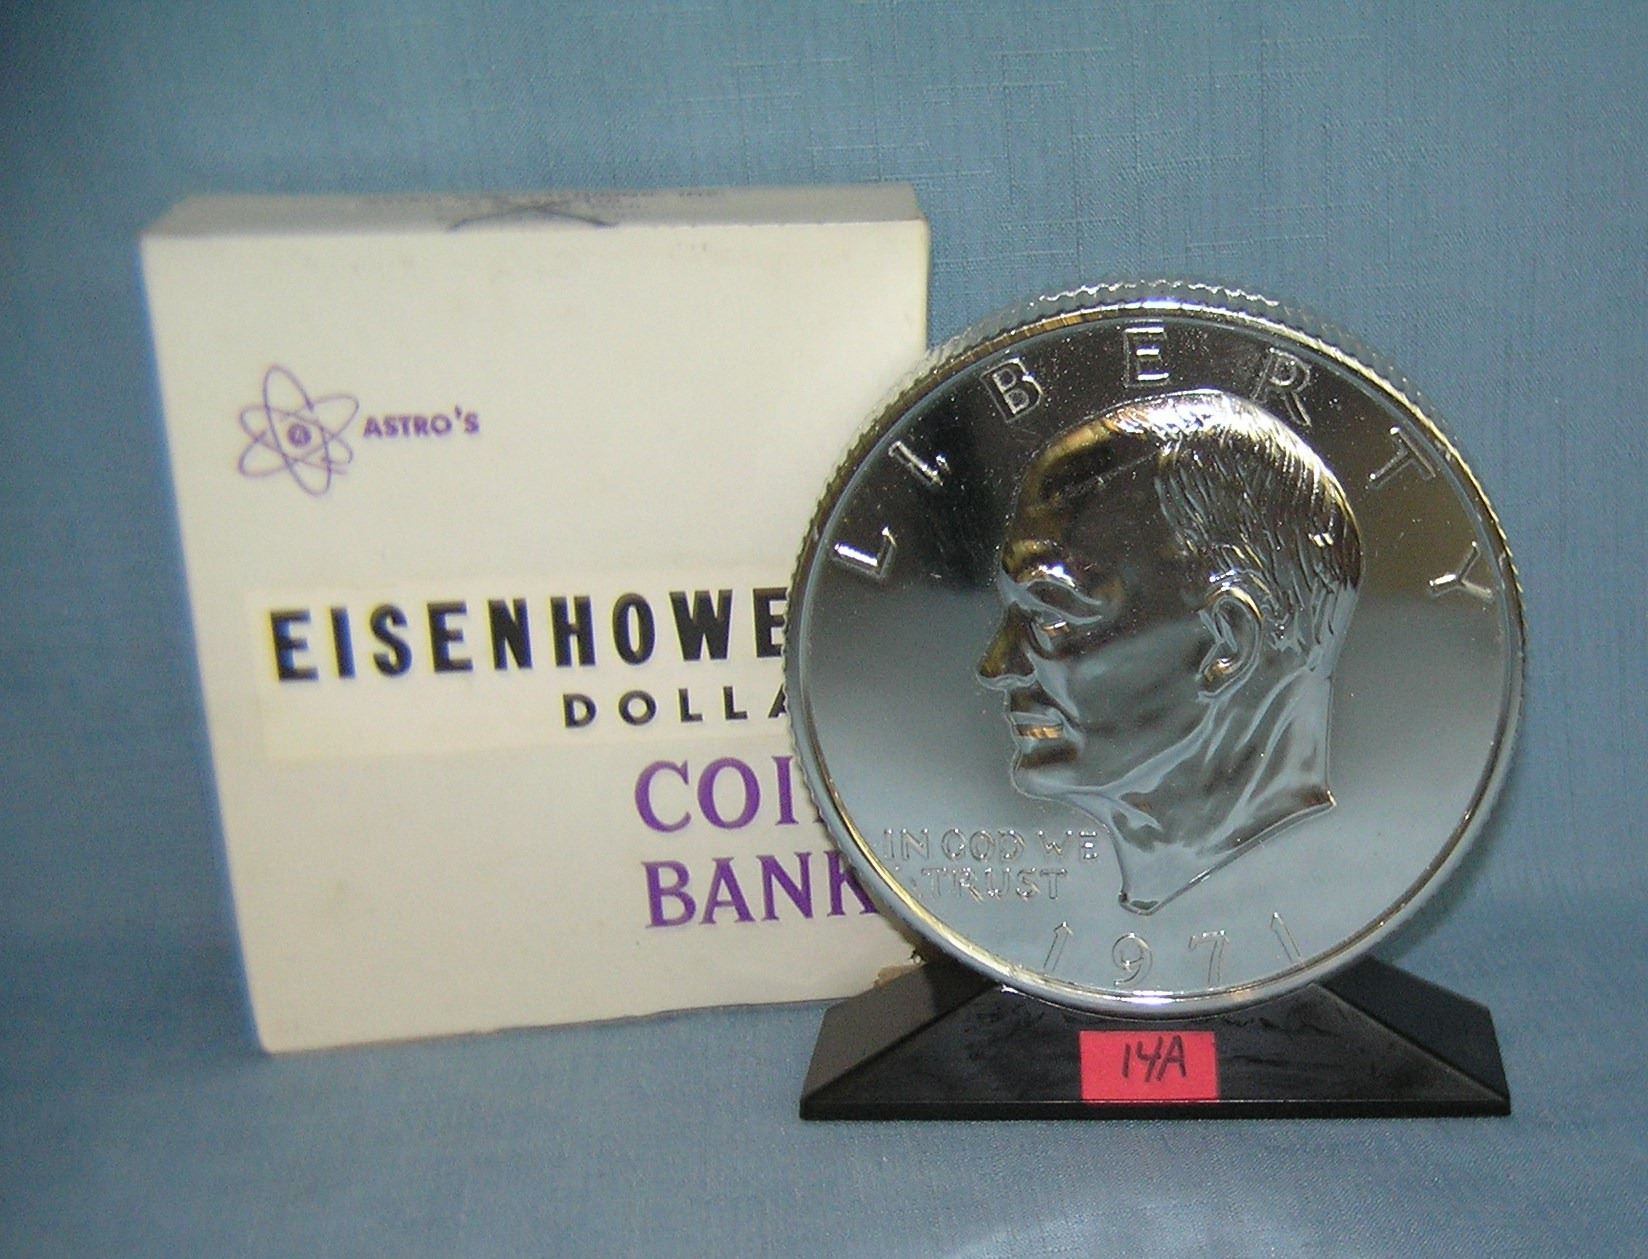 ASTRO'S
EISENHOWE
DOLLA
COI
BANK
LIBERTY
IN GOD WE
TRUST
1971
14A